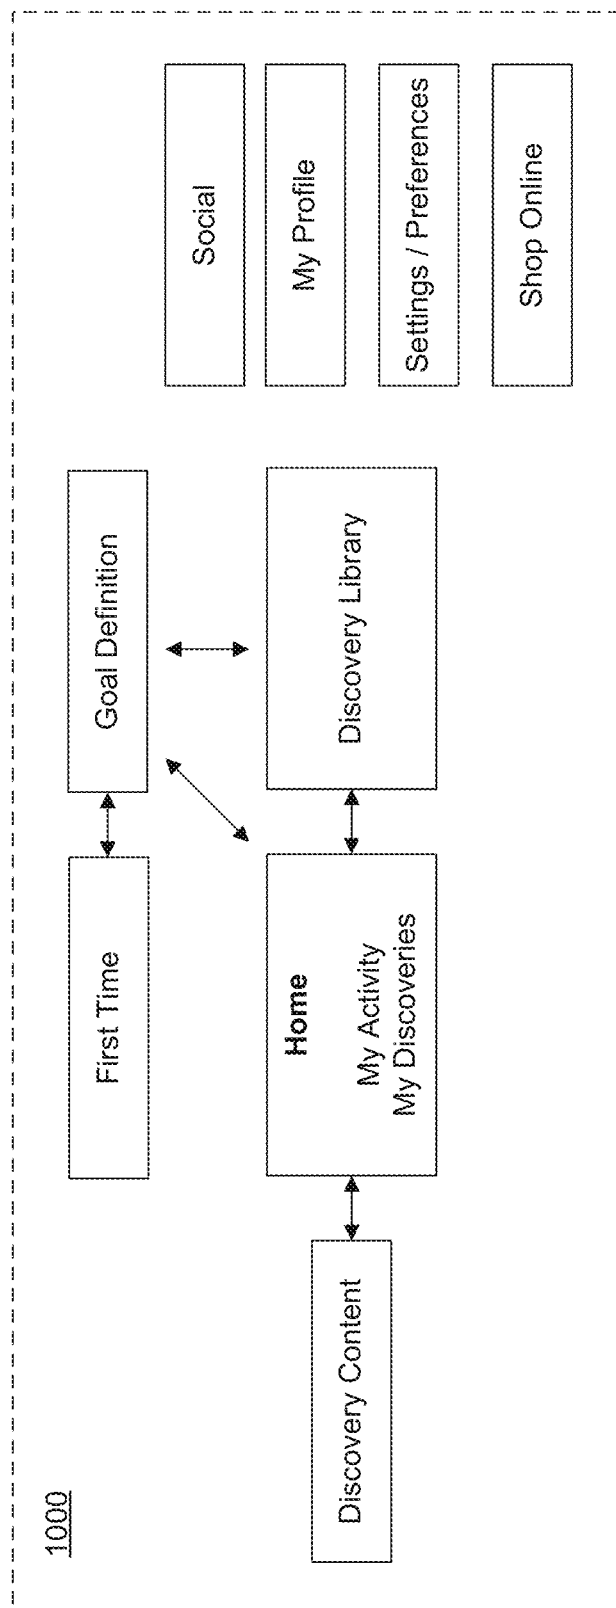 1000
First Time
Goal Definition
Discovery Content
Home
My Activity
My Discoveries
Discovery Library
Social
My Profile
Settings / Preferences
Shop Online